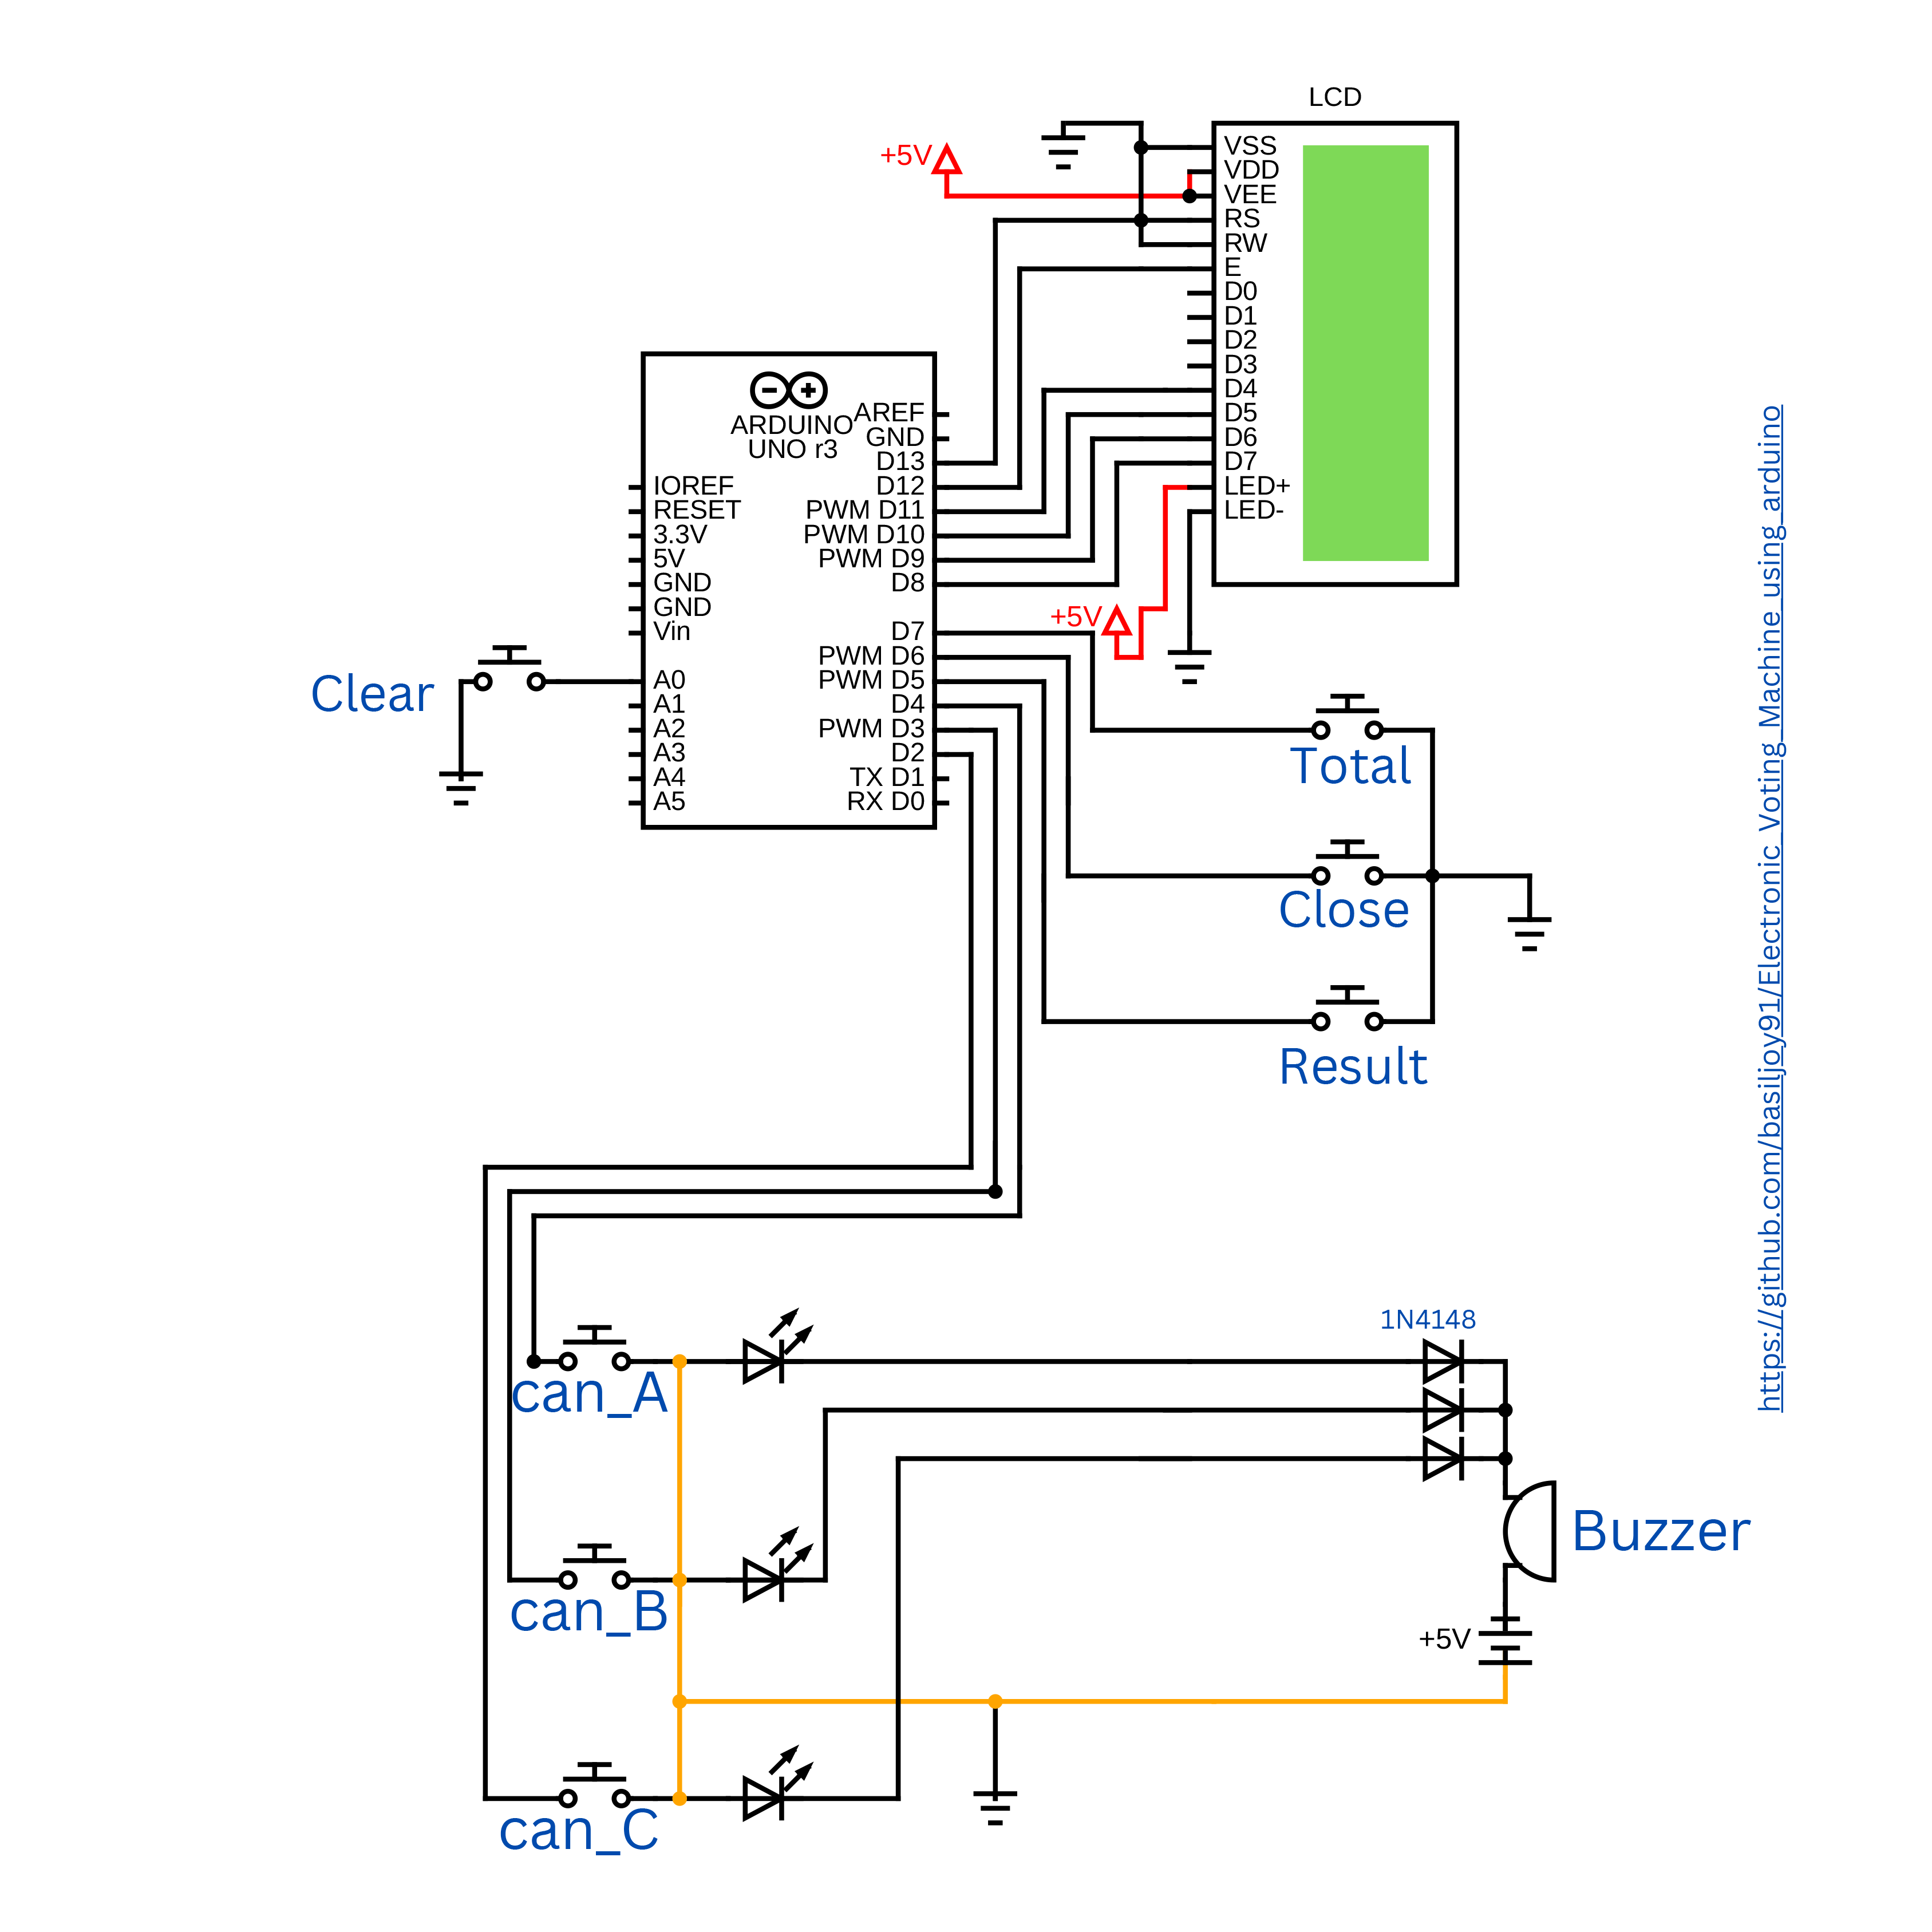 LCD
+5V
VSS
VDD
VEE
RS
RW
E
D0
D1
D2
D3
D4
D5
D6
D7
LED+
LED-
ARDUINO
UNO r3
AREF
GND
D13
D12
PWM D11
PWM D10
PWM D9
D8
D7
PWM D6
PWM D5
D4
PWM D3
D2
TX D1
RX D0
IOREF
RESET
3.3V
5V
GND
GND
Vin
A0
A1
A2
A3
A4
A5
+5V
Clear
Total
Close
Result
can_A
can_B
can_C
1N4148
Buzzer
+5V
https://github.com/basiljoy91/Electronic_Voting_Machine_using_arduino